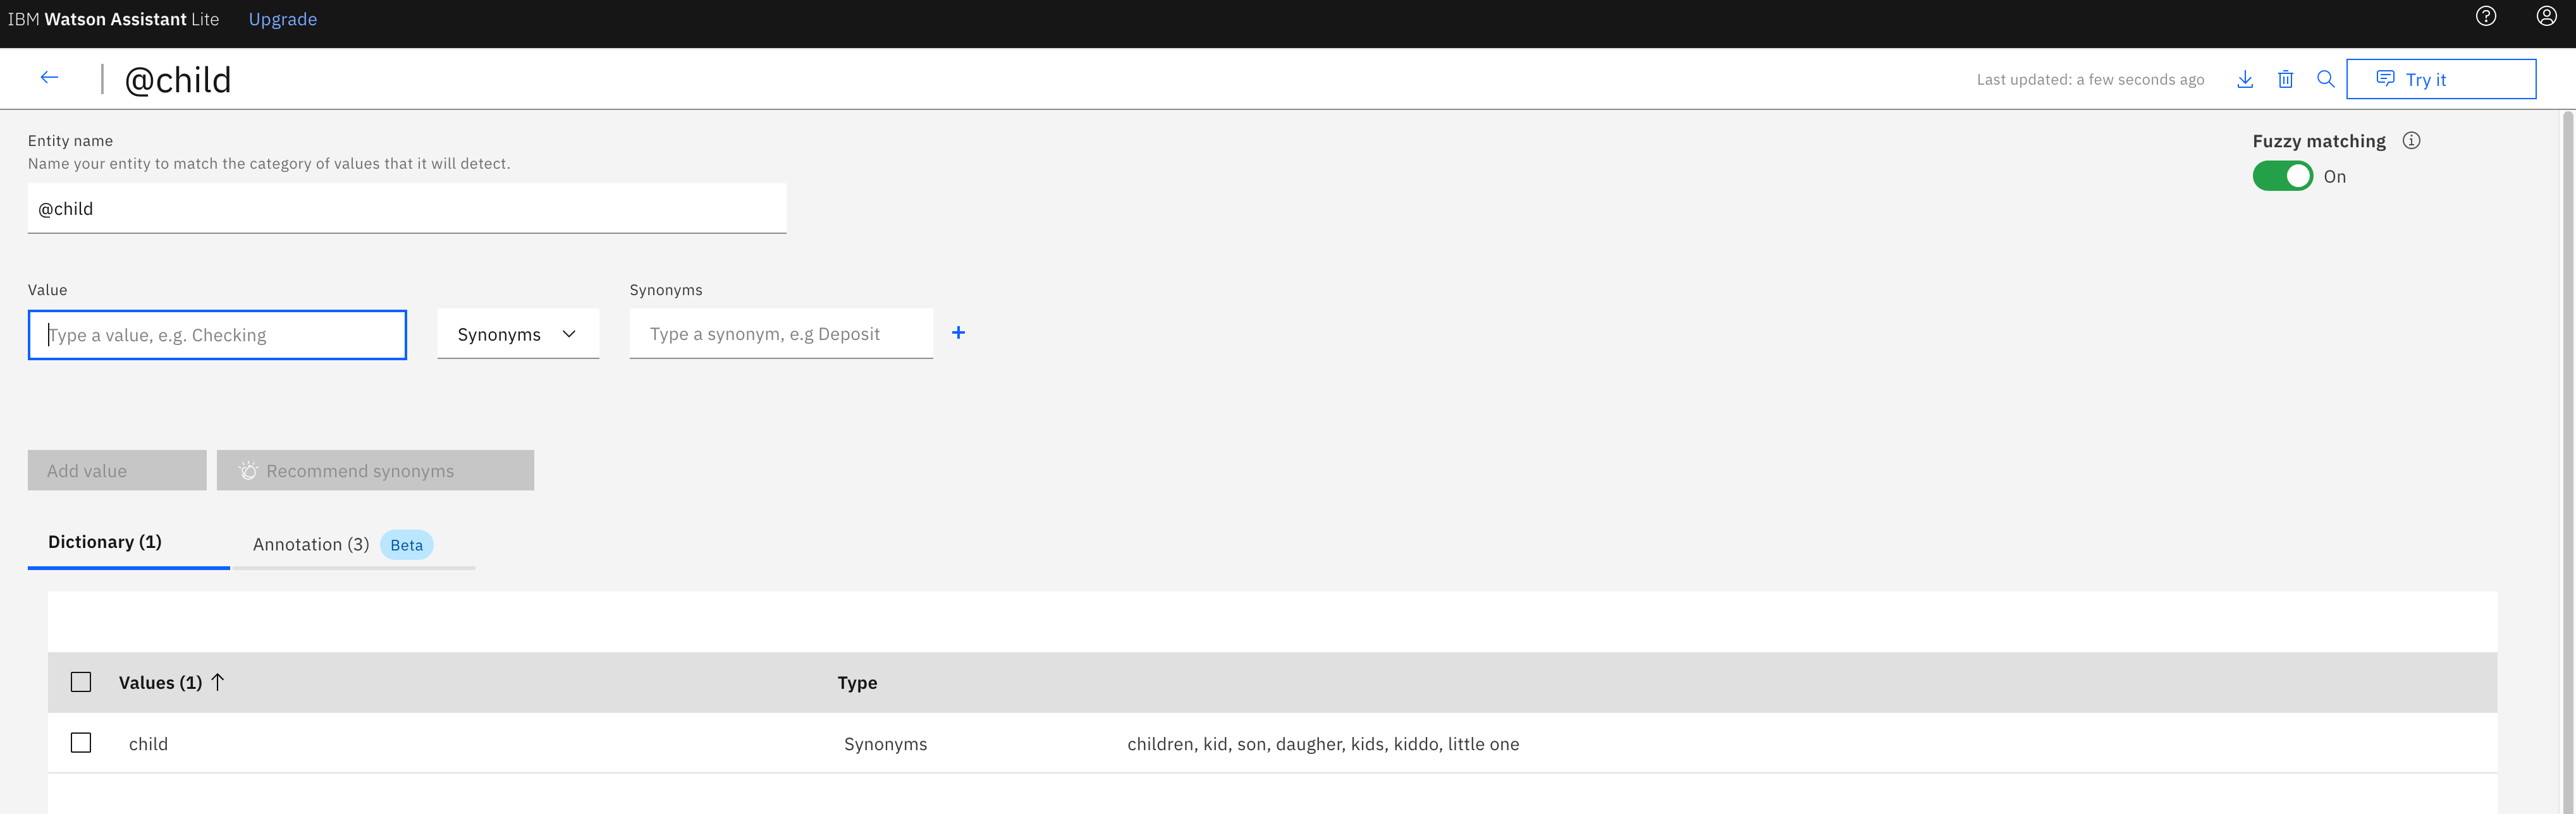 IBM Watson Assistant Lite Upgrade
@child
Last updated: a few seconds ago
Try it
Entity name
Name your entity to match the category of values that it will detect.
@child
Fuzzy matching
On
Value
Synonyms
Type a value, e.g. Checking
Synonyms
Type a synonym, e.g Deposit
Add value
Recommend synonyms
Dictionary (1)
Annotation (3) Beta
Values (1) Type
child Synonyms children, kid, son, daugher, kids, kiddo, little one